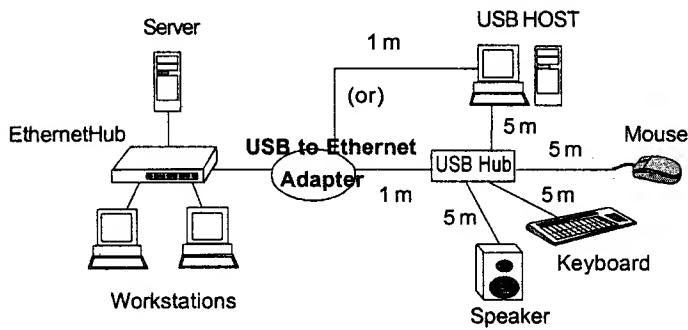 Server
USB HOST
1 m
(or)
EthernetHub
5 m
Mouse
USB to Ethernet
Adapter
USB Hub
5 m
1 m
5 m
5 m
Keyboard
Workstations
Speaker